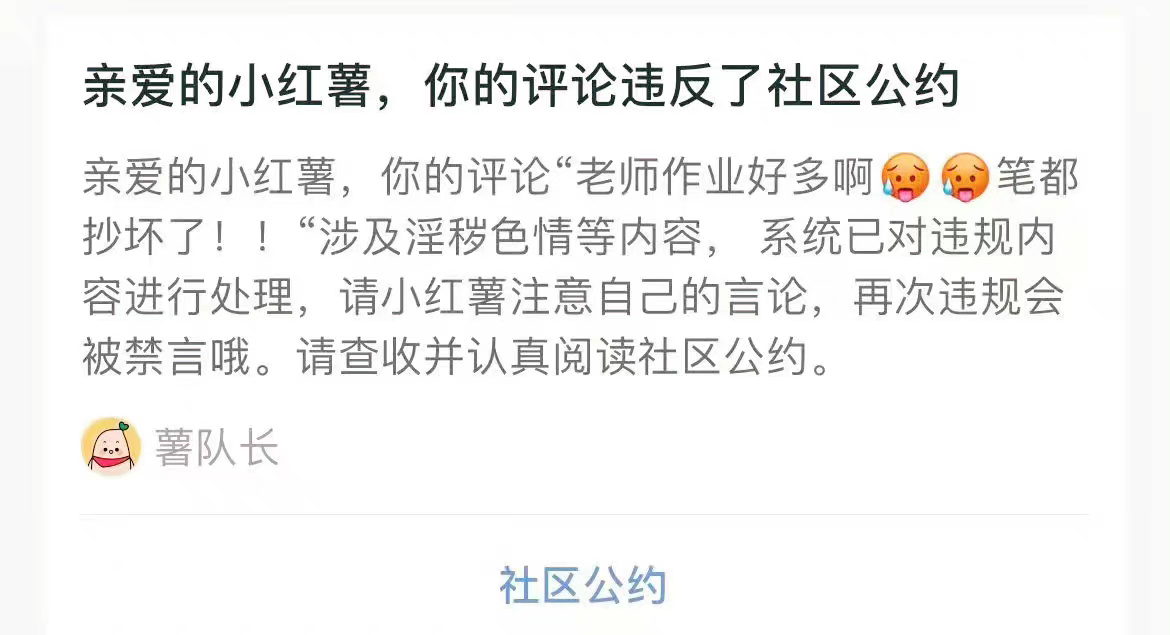 亲爱的小红薯，你的评论违反了社区公约
亲爱的小红薯，你的评论“老师作业好多啊🥵🥵笔都
抄坏了！！“涉及淫秽色情等内容， 系统已对违规内
容进行处理，请小红薯注意自己的言论，再次违规会
被禁言哦。请查收并认真阅读社区公约。
薯队长
社区公约